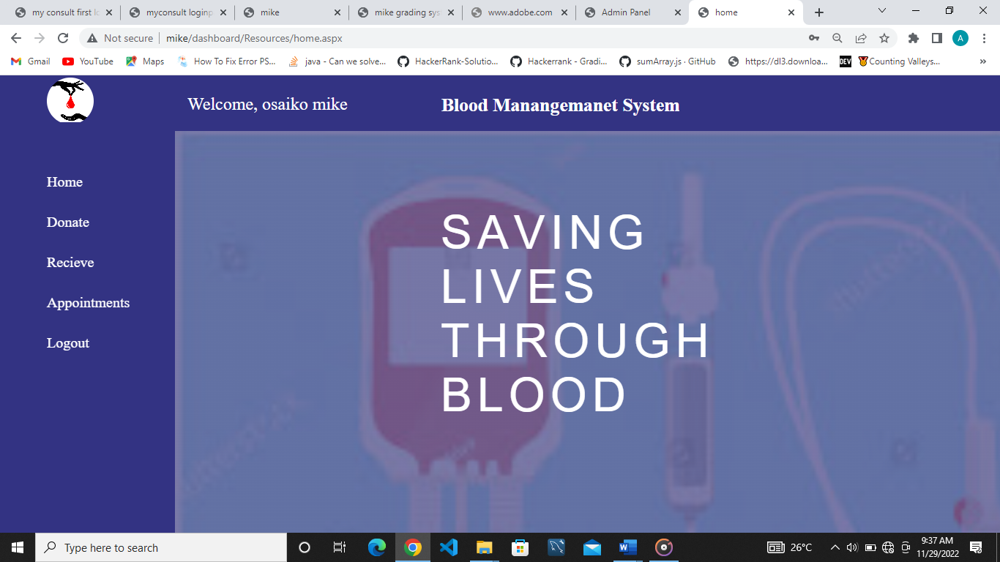 my consult first lo
myconsult loginp
mike
mike grading sys
www.adobe.com
Admin Panel
home
Not secure
mike/dashboard/Resources/home.aspx
A
Gmail
YouTube
Maps
How To Fix Error PS...
java - Can we solve...
HackerRank-Solutio...
Hackerrank - Gradi...
sumArray.js · GitHub
https://dl3.downloa...
DEV
Counting Valleys...
»
Welcome, osaiko mike
Blood Manangemanet System
Home
Donate
Recieve
Appointments
Logout
SAVING
LIVES
THROUGH
BLOOD
Type here to search
26°C
9:37 AM
11/29/2022